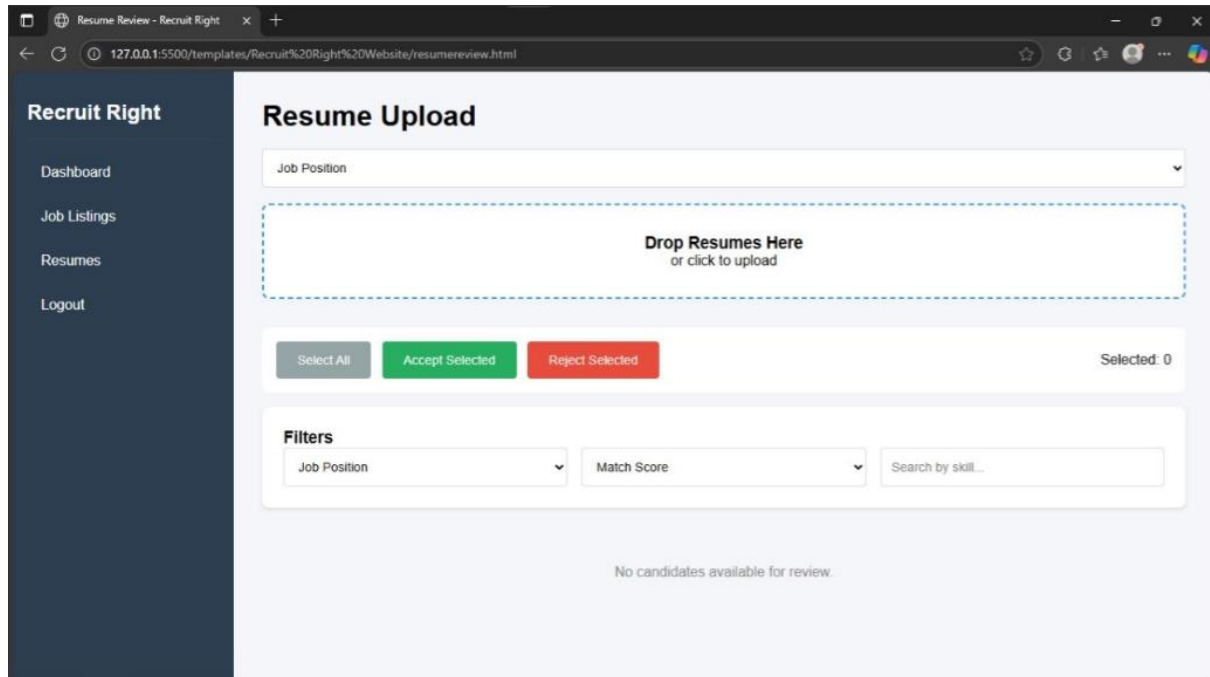 Resume Review - Recruit Right
127.0.0.1:5500/templates/Recruit%20Right%20Website/resumereview.html
Recruit Right
Dashboard
Job Listings
Resumes
Logout
Resume Upload
Job Position
Drop Resumes Here
or click to upload
Select All Accept Selected Reject Selected Selected: 0
Filters
Job Position Match Score Search by skill...
No candidates available for review.